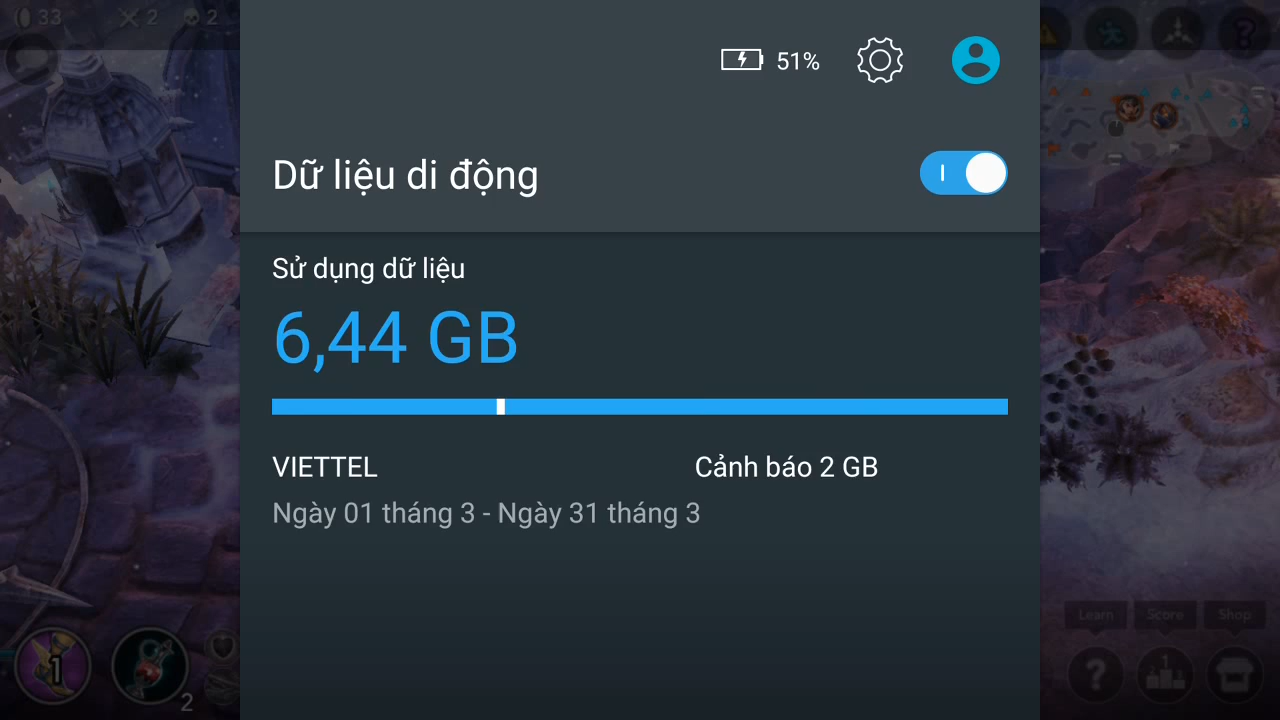 33
2
2
51%
Dữ liệu di động
Sử dụng dữ liệu
6,44 GB
VIETTEL
Cảnh báo 2 GB
Ngày 01 tháng 3 - Ngày 31 tháng 3
Learn
Score
Shop
1
2
?
1
?